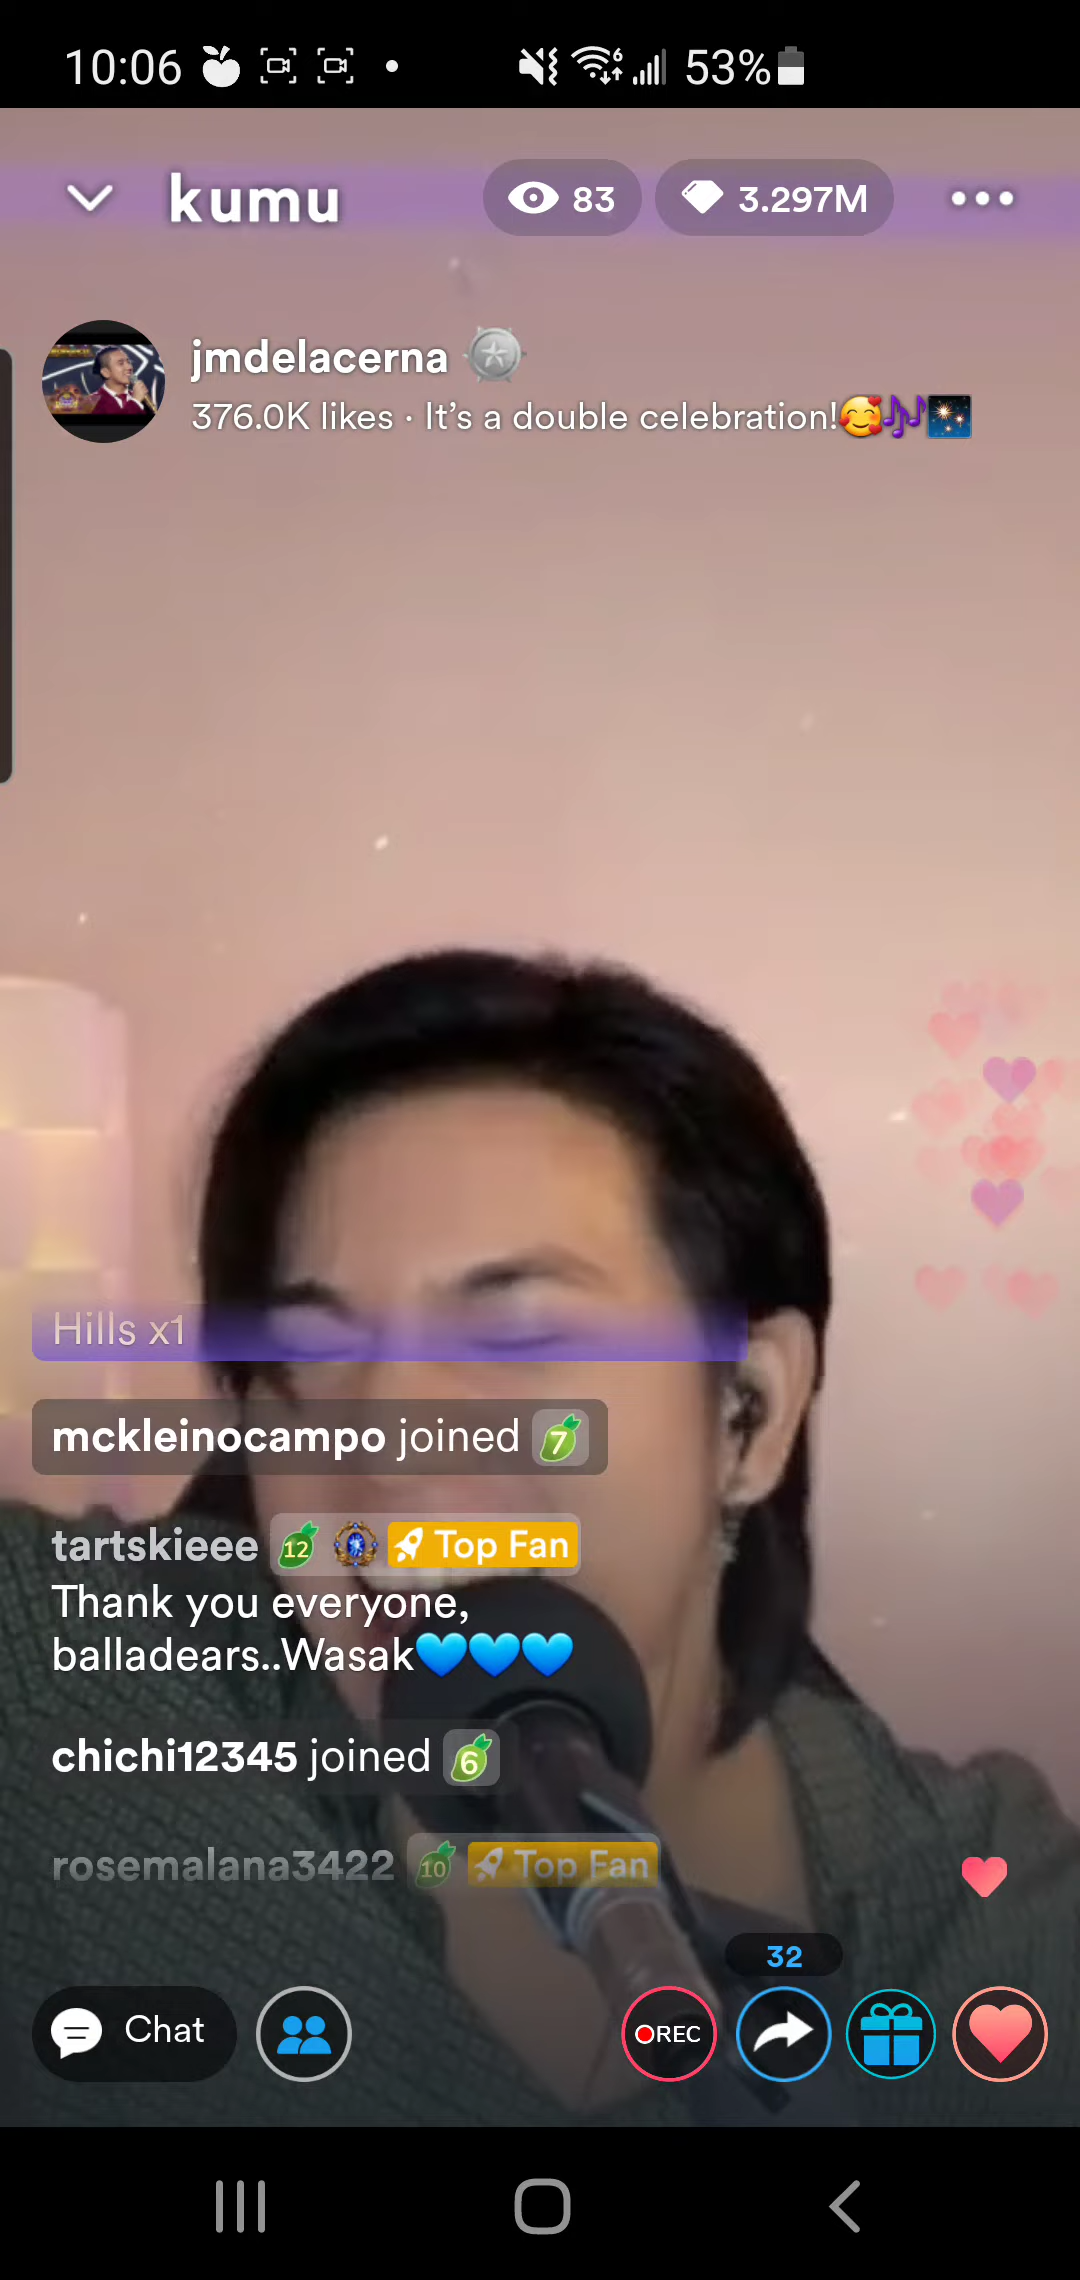 10:06 53%
kumu 83 3.297M
jmdelacerna
376.0K likes · It's a double celebration!🥰🎶🎇
Hills x1
mckleinocampo joined 7
tartskieee 12 Top Fan
Thank you everyone,
balladears..Wasak💙💙💙
chichi12345 joined 6
rosemalana3422 10 Top Fan
32
Chat REC